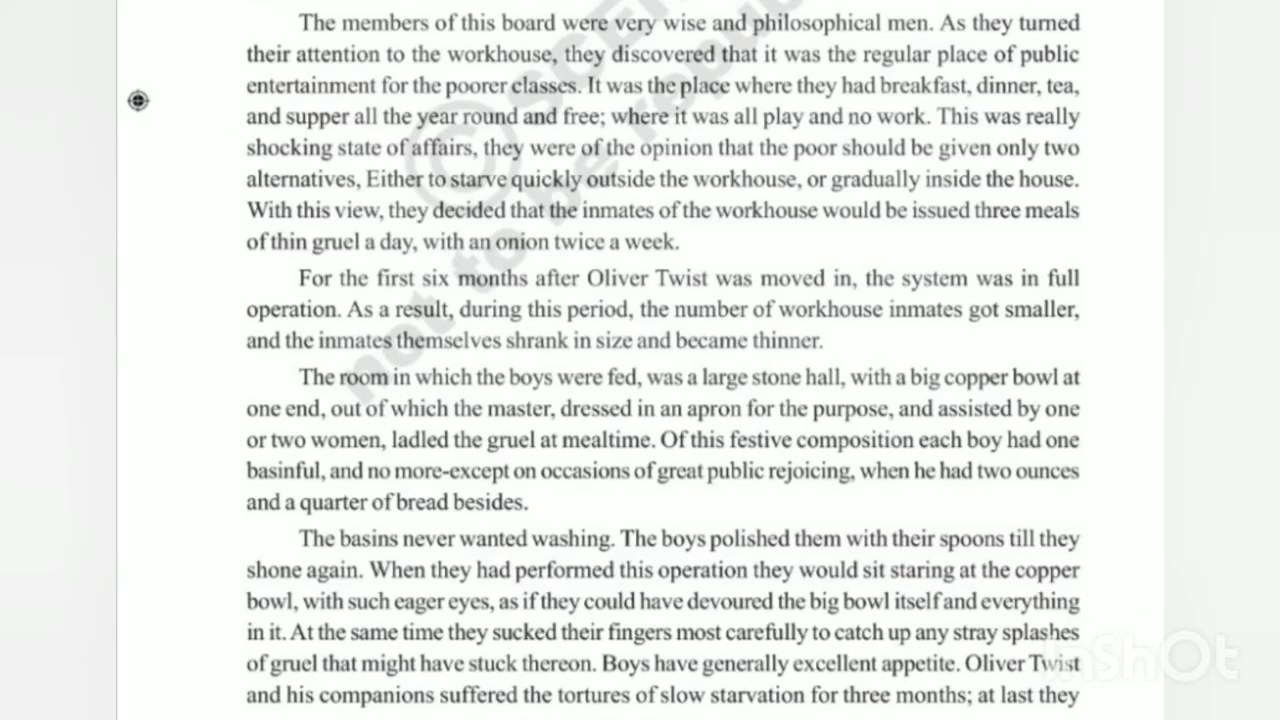 The members of this board were very wise and philosophical men. As they turned
their attention to the workhouse, they discovered that it was the regular place of public
entertainment for the poorer classes. It was the place where they had breakfast, dinner, tea,
and supper all the year round and free; where it was all play and no work. This was really
shocking state of affairs, they were of the opinion that the poor should be given only two
alternatives, Either to starve quickly outside the workhouse, or gradually inside the house.
With this view, they decided that the inmates of the workhouse would be issued three meals
of thin gruel a day, with an onion twice a week.
For the first six months after Oliver Twist was moved in, the system was in full
operation. As a result, during this period, the number of workhouse inmates got smaller,
and the inmates themselves shrank in size and became thinner.
The room in which the boys were fed, was a large stone hall, with a big copper bowl at
one end, out of which the master, dressed in an apron for the purpose, and assisted by one
or two women, ladled the gruel at mealtime. Of this festive composition each boy had one
basinful, and no more-except on occasions of great public rejoicing, when he had two ounces
and a quarter of bread besides.
The basins never wanted washing. The boys polished them with their spoons till they
shone again. When they had performed this operation they would sit staring at the copper
bowl, with such eager eyes, as if they could have devoured the big bowl itself and everything
in it. At the same time they sucked their fingers most carefully to catch up any stray splashes
of gruel that might have stuck thereon. Boys have generally excellent appetite. Oliver Twist
and his companions suffered the tortures of slow starvation for three months; at last they
© SCE
not to be repu
InShOt